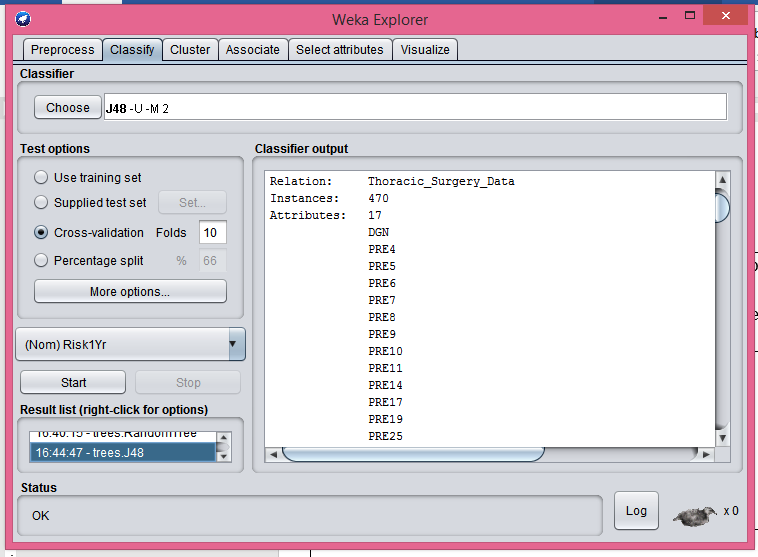 Weka Explorer
Preprocess Classify Cluster Associate Select attributes Visualize
Classifier
Choose J48 -U -M 2
Test options
Use training set
Supplied test set Set...
Cross-validation Folds 10
Percentage split % 66
More options...
(Nom) Risk1Yr
Start Stop
Result list (right-click for options)
16:40:15 - trees.RandomTree
16:44:47 - trees.J48
Classifier output
Relation: Thoracic_Surgery_Data
Instances: 470
Attributes: 17
DGN
PRE4
PRE5
PRE6
PRE7
PRE8
PRE9
PRE10
PRE11
PRE14
PRE17
PRE19
PRE25
Status
OK
Log x 0